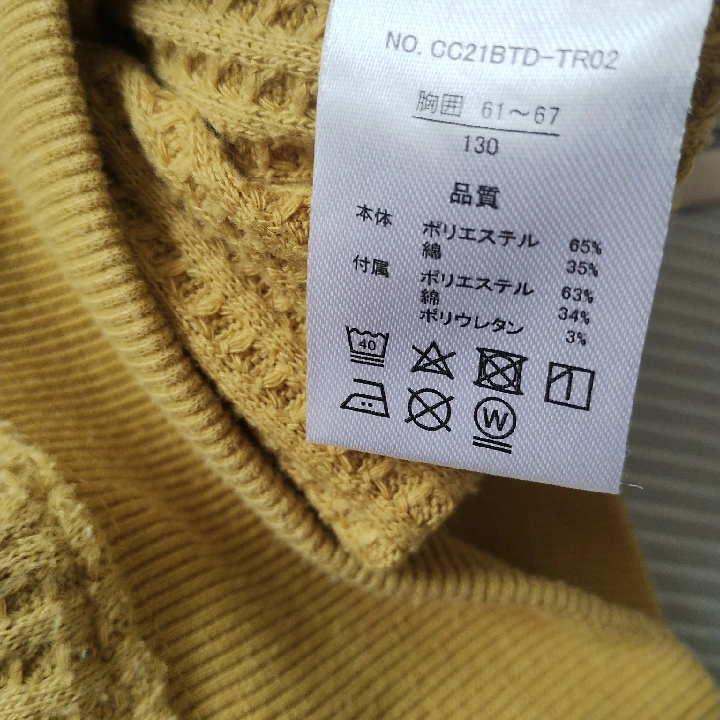 NO. CC21BTD-TR02
胸囲 61～67
130
品質
本体 ポリエステル 65%
綿 35%
付属 ポリエステル 63%
綿 34%
ポリウレタン 3%
40
W